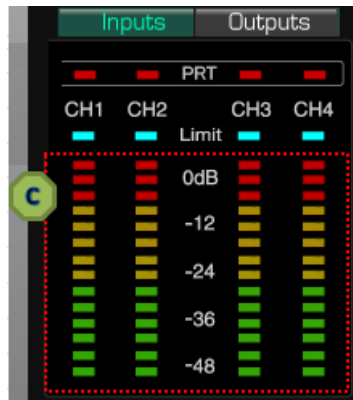 Inputs Outputs
PRT
CH1 CH2 CH3 CH4
Limit
C
0dB
-12
-24
-36
-48